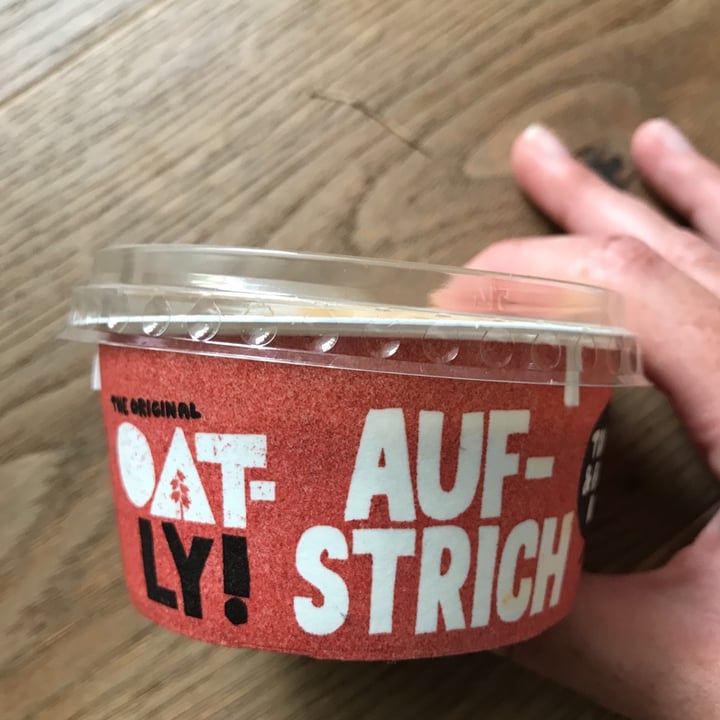 THE ORIGINAL
OAT-
LY!
AUF-
STRICH